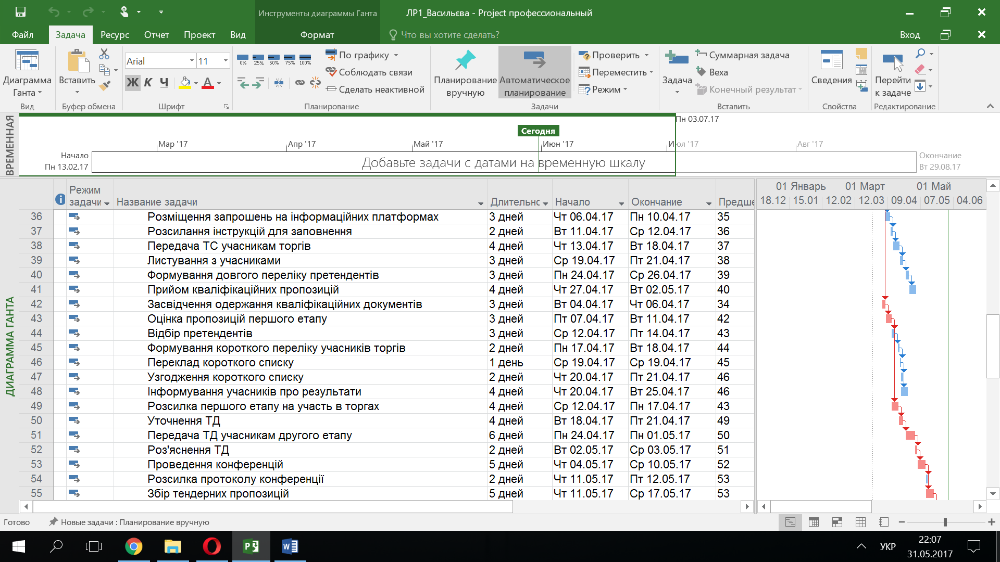 Инструменты диаграммы Ганта
ЛР1_Васильєва - Project профессиональный
Файл Задача Ресурс Отчет Проект Вид Формат Что вы хотите сделать? Вход
Диаграмма Ганта
Вид
Вставить
Буфер обмена
Arial 11
Ж К Ч А
Шрифт
0% 25% 50% 75% 100%
По графику
Соблюдать связи
Сделать неактивной
Планирование
Планирование вручную
Автоматическое планирование
Проверить
Переместить
Режим
Задачи
Задача
Суммарная задача
Веха
Конечный результат
Вставить
Сведения
Свойства
Перейти к задаче
Редактирование
ВРЕМЕННАЯ
Пн 03.07.17
Сегодня
Мар '17 Апр '17 Май '17 Июн '17 Июл '17 Авг '17
Начало
Пн 13.02.17
Добавьте задачи с датами на временную шкалу
Окончание
Вт 29.08.17
ДИАГРАММА ГАНТА
Режим задачи Название задачи Длительнс Начало Окончание Предше
01 Январь 01 Март 01 Май
18.12 15.01 12.02 12.03 09.04 07.05 04.06
36 Розміщення запрошень на інформаційних платформах 3 дней Чт 06.04.17 Пн 10.04.17 35
37 Розсилання інструкцій для заповнення 2 дней Вт 11.04.17 Ср 12.04.17 36
38 Передача ТС учасникам торгів 4 дней Чт 13.04.17 Вт 18.04.17 37
39 Листування з учасниками 3 дней Ср 19.04.17 Пт 21.04.17 38
40 Формування довгого переліку претендентів 3 дней Пн 24.04.17 Ср 26.04.17 39
41 Прийом кваліфікаційних пропозицій 4 дней Чт 27.04.17 Вт 02.05.17 40
42 Засвідчення одержання кваліфікаційних документів 3 дней Вт 04.04.17 Чт 06.04.17 34
43 Оцінка пропозицій першого етапу 3 дней Пт 07.04.17 Вт 11.04.17 42
44 Відбір претендентів 3 дней Ср 12.04.17 Пт 14.04.17 43
45 Формування короткого переліку учасників торгів 2 дней Пн 17.04.17 Вт 18.04.17 44
46 Переклад короткого списку 1 день Ср 19.04.17 Ср 19.04.17 45
47 Узгодження короткого списку 2 дней Чт 20.04.17 Пт 21.04.17 46
48 Інформування учасників про результати 4 дней Чт 20.04.17 Вт 25.04.17 46
49 Розсилка першого етапу на участь в торгах 4 дней Ср 12.04.17 Пн 17.04.17 43
50 Уточнення ТД 4 дней Вт 18.04.17 Пт 21.04.17 49
51 Передача ТД учасникам другого етапу 6 дней Пн 24.04.17 Пн 01.05.17 50
52 Роз'яснення ТД 2 дней Вт 02.05.17 Ср 03.05.17 51
53 Проведення конференцій 5 дней Чт 04.05.17 Ср 10.05.17 52
54 Розсилка протоколу конференції 2 дней Чт 11.05.17 Пт 12.05.17 53
55 Збір тендерних пропозицій 5 дней Чт 11.05.17 Ср 17.05.17 53
Готово Новые задачи : Планирование вручную
УКР
22:07
31.05.2017